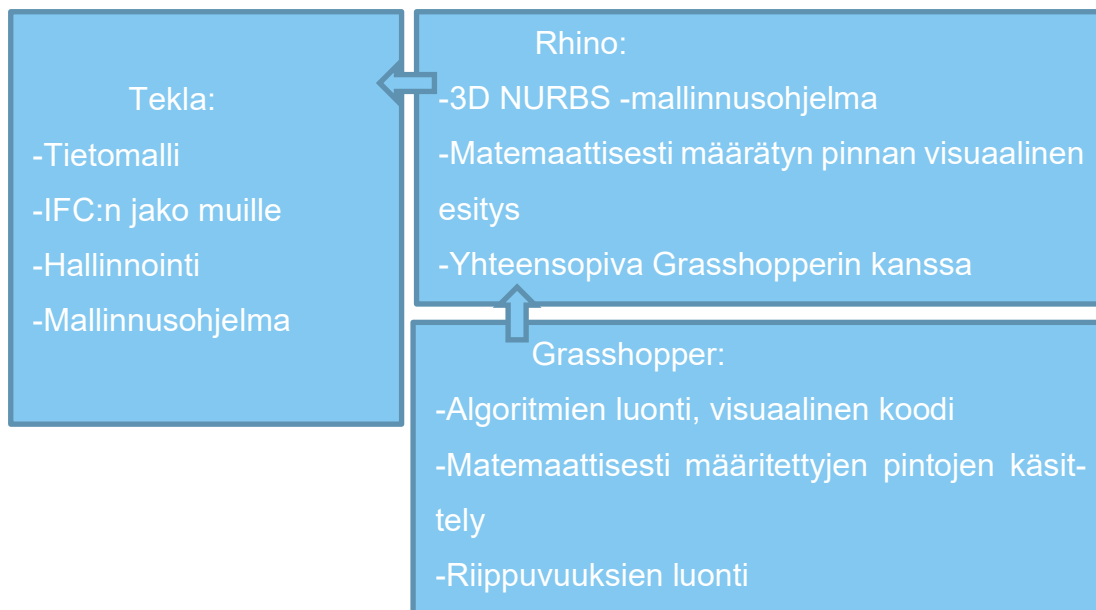 Tekla:
-Tietomalli
-IFC:n jako muille
-Hallinnointi
-Mallinnusohjelma
Rhino:
-3D NURBS -mallinnusohjelma
-Matemaattisesti määrätyn pinnan visuaalinen
esitys
-Yhteensopiva Grasshopperin kanssa
Grasshopper:
-Algoritmien luonti, visuaalinen koodi
-Matemaattisesti määritettyjen pintojen käsit-
tely
-Riippuvuuksien luonti